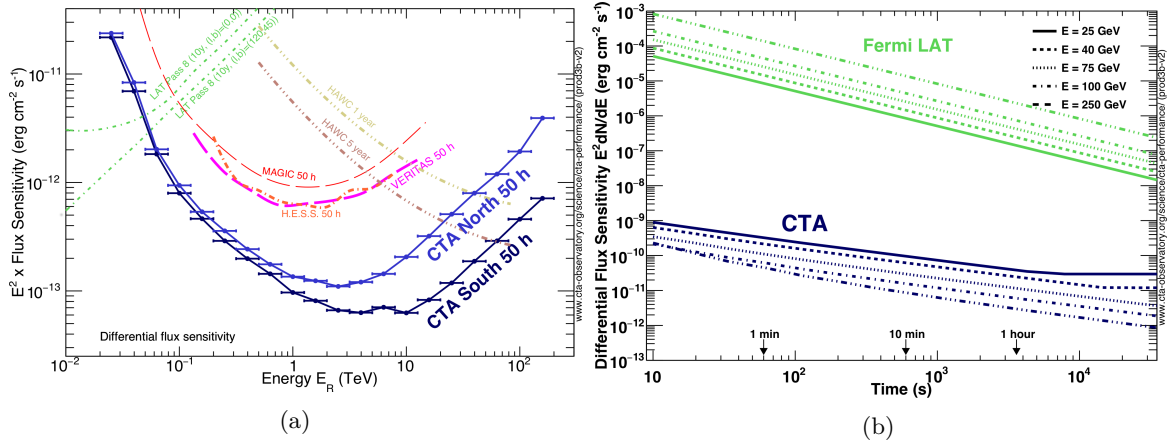 E² x Flux Sensitivity (erg cm⁻² s⁻¹)
10⁻¹¹
10⁻¹²
10⁻¹³
LAT Pass 8 (10y, (l,b)=(0,0))
LAT Pass 8 (10y, (l,b)=(120,45))
HAWC 1 year
HAWC 5 year
MAGIC 50 h
VERITAS 50 h
H.E.S.S. 50 h
CTA North 50 h
CTA South 50 h
Differential flux sensitivity
www.cta-observatory.org/science/cta-performance/ (prod3b-v2)
10⁻² 10⁻¹ 1 10 10²
Energy E_R (TeV)
(a)
Differential Flux Sensitivity E²dN/dE (erg cm⁻² s⁻¹)
10⁻³
10⁻⁴
10⁻⁵
10⁻⁶
10⁻⁷
10⁻⁸
10⁻⁹
10⁻¹⁰
10⁻¹¹
10⁻¹²
10⁻¹³
Fermi LAT
E = 25 GeV
E = 40 GeV
E = 75 GeV
E = 100 GeV
E = 250 GeV
CTA
1 min 10 min 1 hour
www.cta-observatory.org/science/cta-performance/ (prod3b-v2)
10 10² 10³ 10⁴
Time (s)
(b)